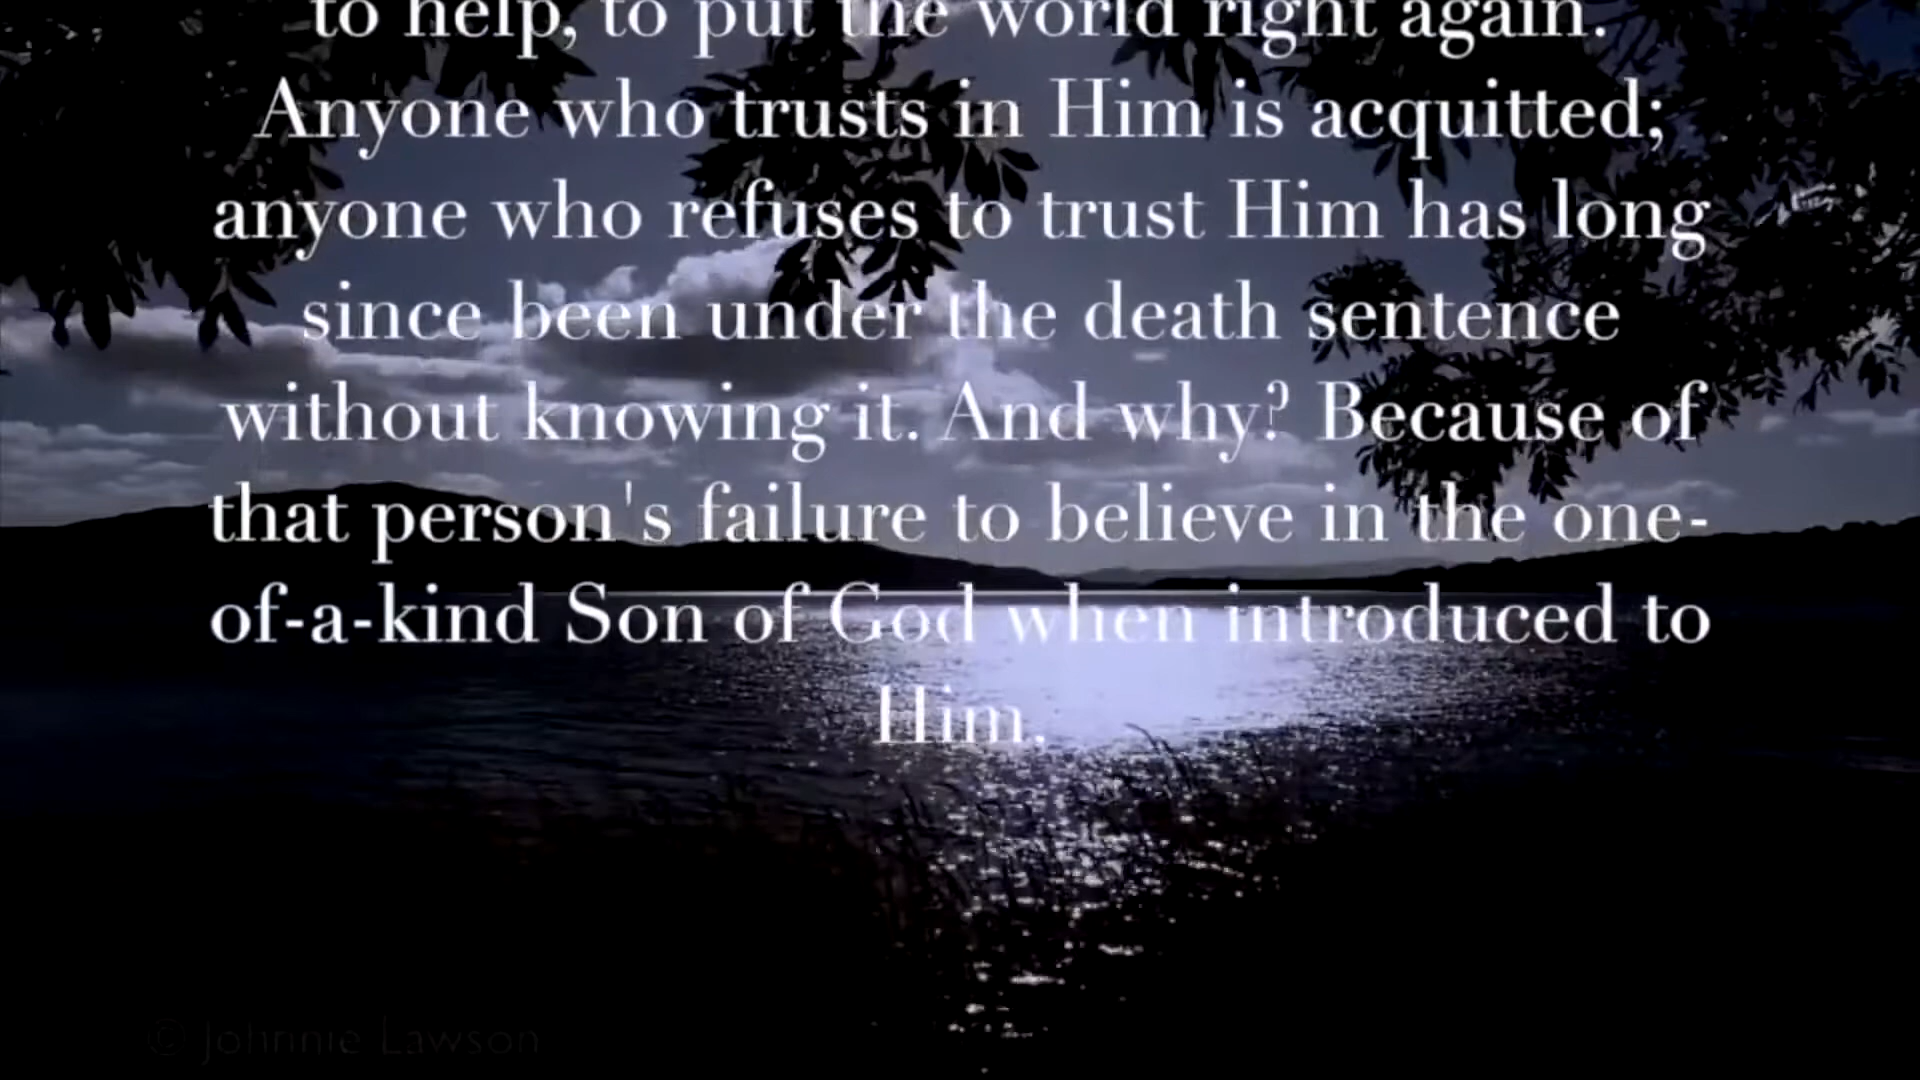 to help, to put the world right again.
Anyone who trusts in Him is acquitted;
anyone who refuses to trust Him has long
since been under the death sentence
without knowing it. And why? Because of
that person's failure to believe in the one-
of-a-kind Son of God when introduced to
Him.
© Johnnie Lawson